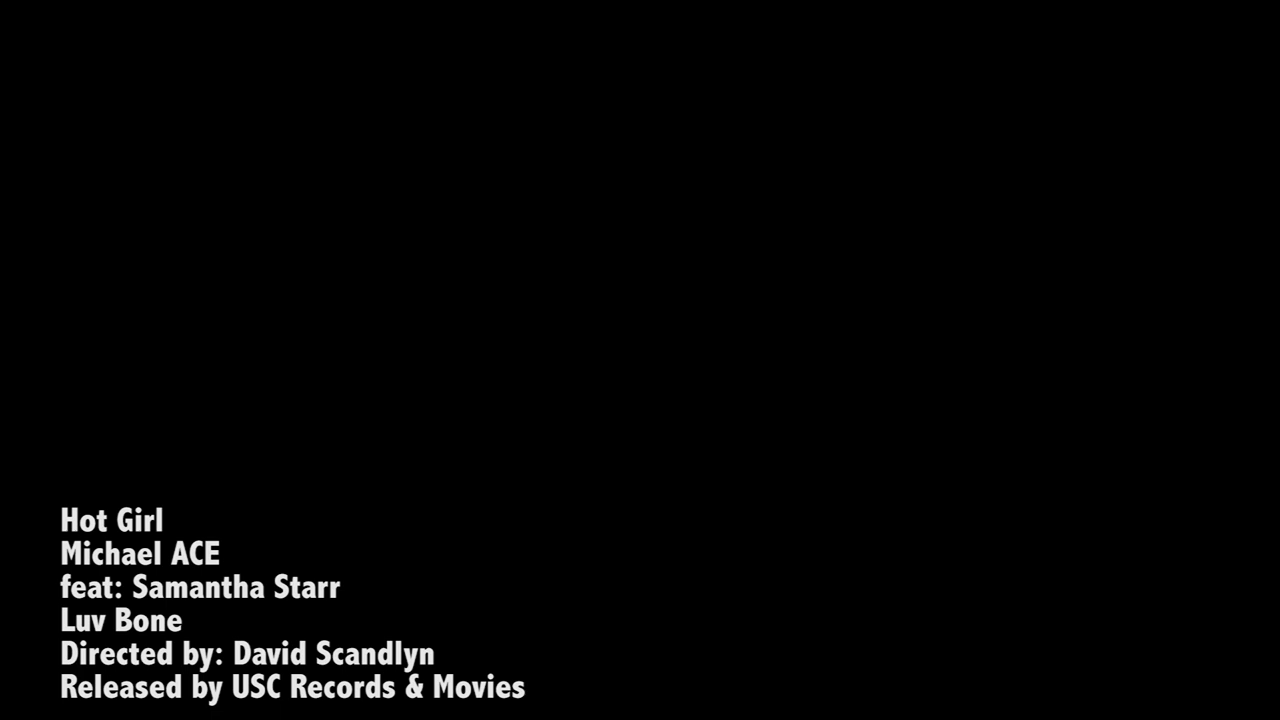 Hot Girl
Michael ACE
feat: Samantha Starr
Luv Bone
Directed by: David Scandlyn
Released by USC Records & Movies